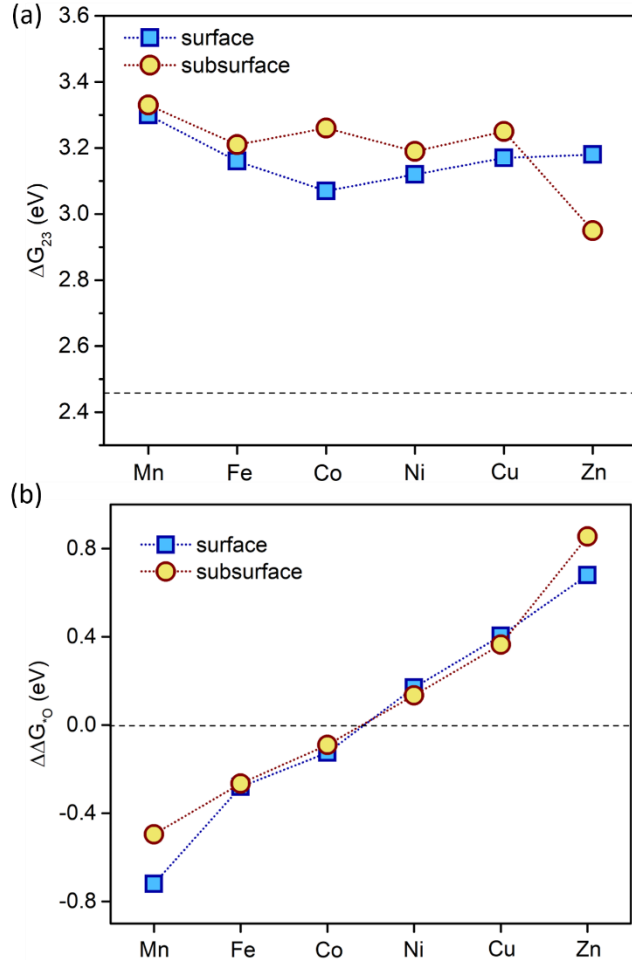 (a)
3.6
3.4
3.2
3.0
2.8
2.6
2.4
ΔG23 (eV)
surface
subsurface
Mn Fe Co Ni Cu Zn
(b)
0.8
0.4
0.0
-0.4
-0.8
ΔΔG*O (eV)
surface
subsurface
Mn Fe Co Ni Cu Zn